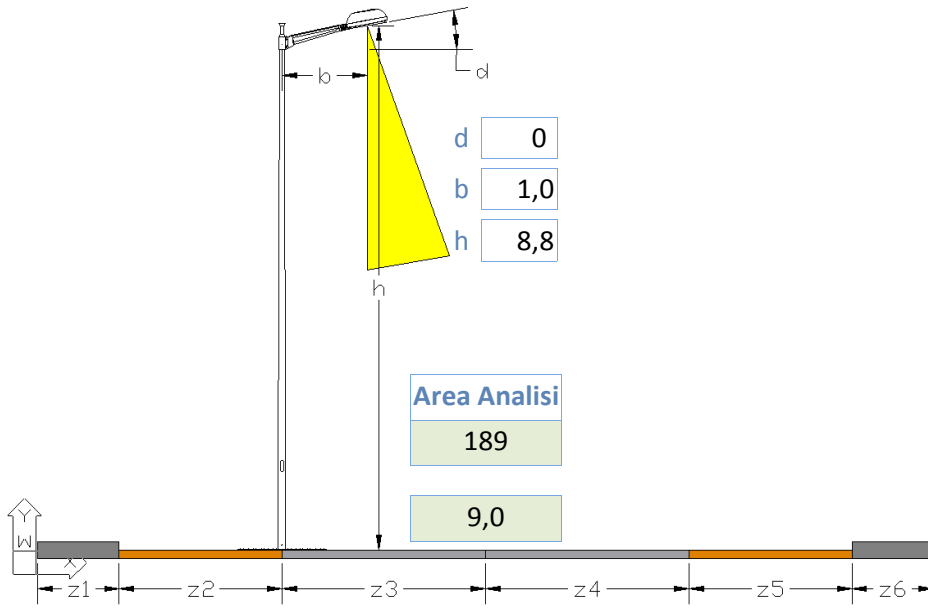 d
b
d 0
b 1,0
h 8,8
h
Area Analisi
189
9,0
Y
W
X
z1 z2 z3 z4 z5 z6